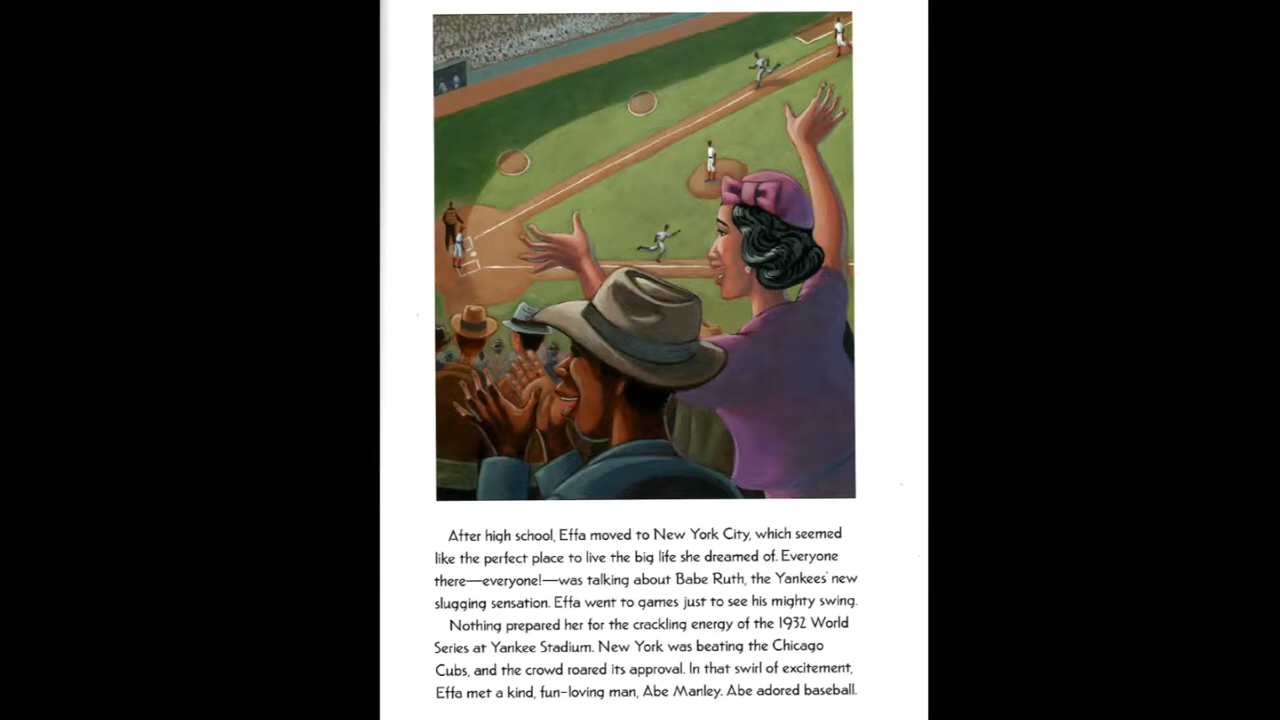 After high school, Effa moved to New York City, which seemed
like the perfect place to live the big life she dreamed of. Everyone
there—everyone!—was talking about Babe Ruth, the Yankees' new
slugging sensation. Effa went to games just to see his mighty swing.
Nothing prepared her for the crackling energy of the 1932 World
Series at Yankee Stadium. New York was beating the Chicago
Cubs, and the crowd roared its approval. In that swirl of excitement,
Effa met a kind, fun-loving man, Abe Manley. Abe adored baseball.